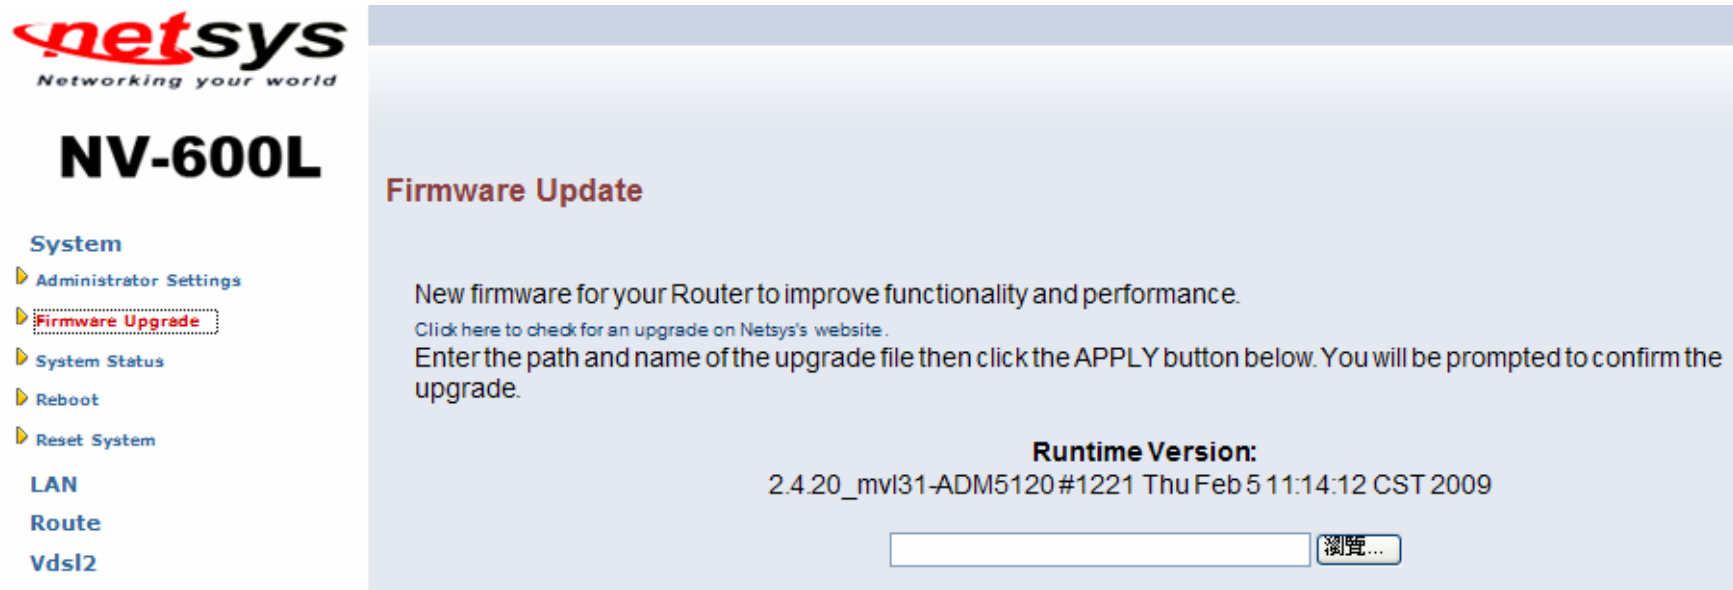 netsys
Networking your world
NV-600L
System
Administrator Settings
Firmware Upgrade
System Status
Reboot
Reset System
LAN
Route
Vdsl2
Firmware Update
New firmware for your Router to improve functionality and performance.
Click here to check for an upgrade on Netsys's website.
Enter the path and name of the upgrade file then click the APPLY button below. You will be prompted to confirm the
upgrade.
Runtime Version:
2.4.20_mvl31-ADM5120 #1221 Thu Feb 5 11:14:12 CST 2009
瀏覽...